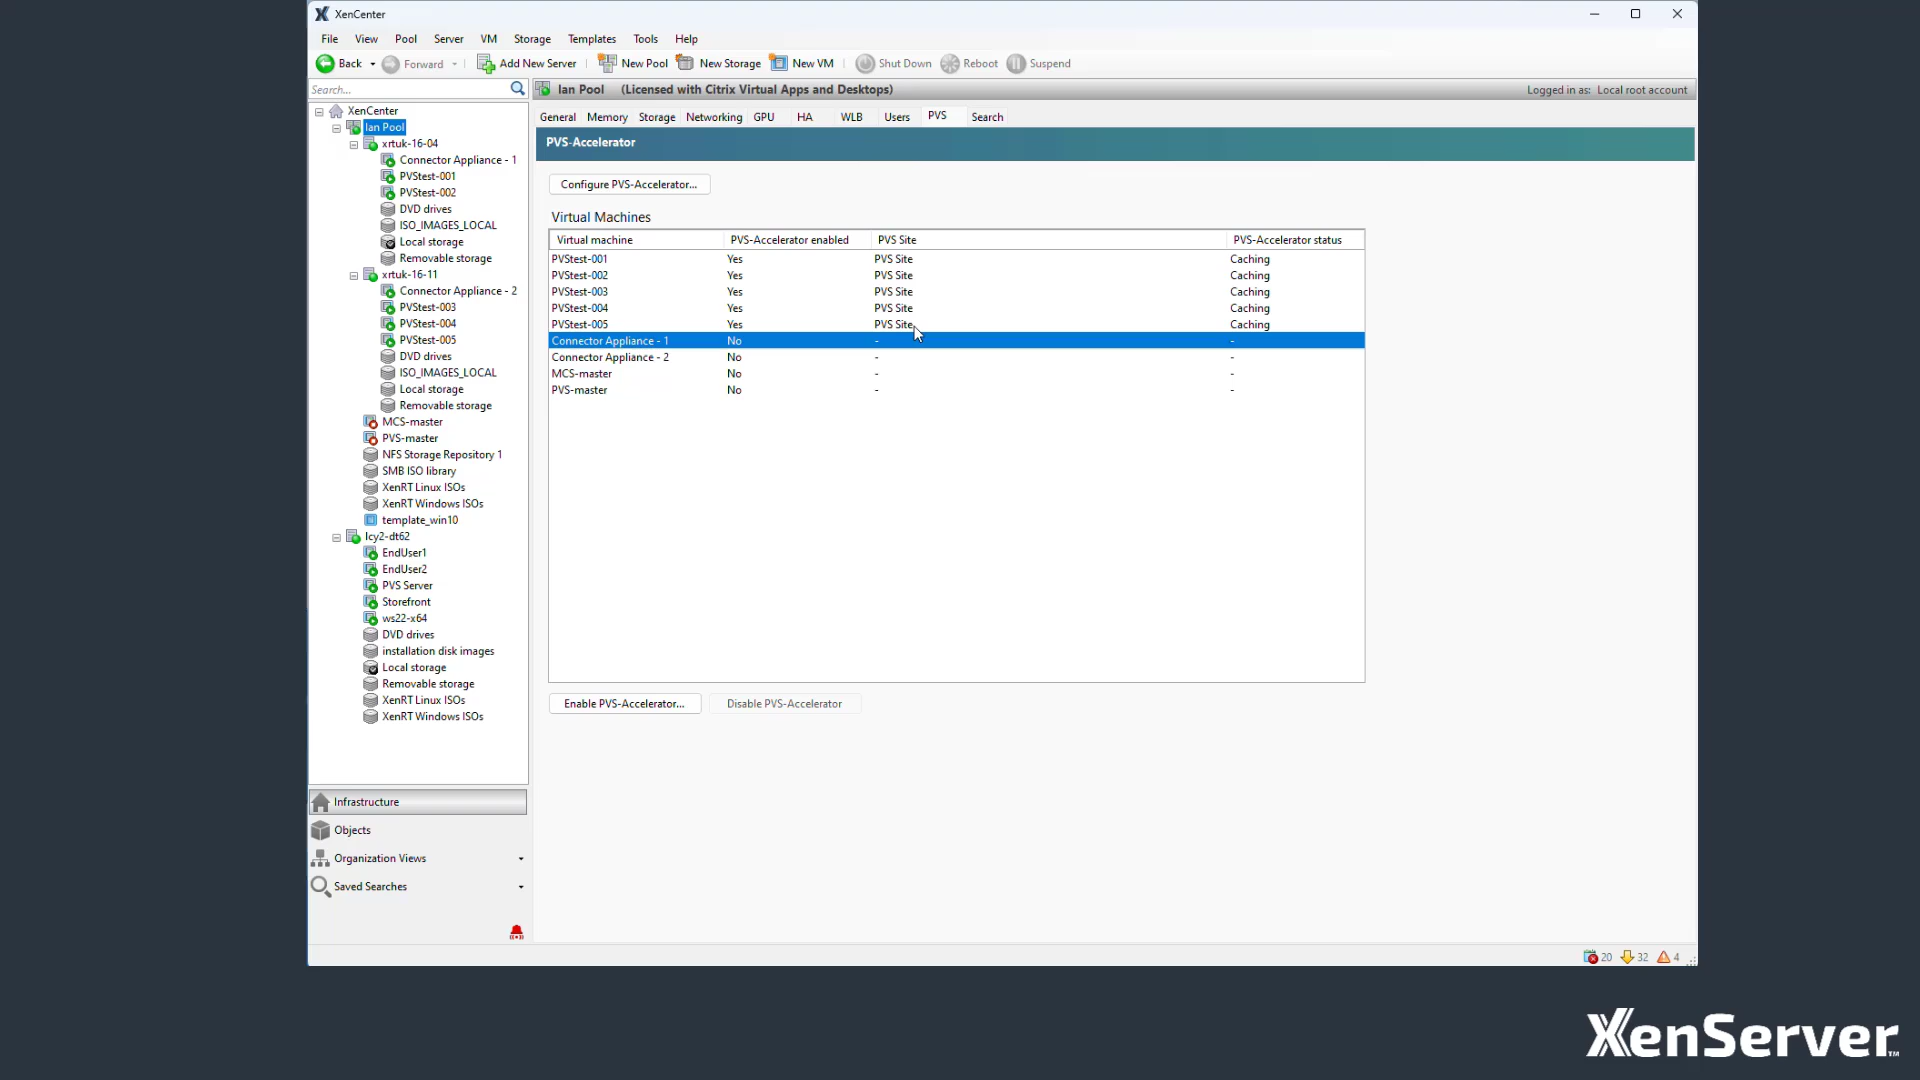 XenCenter
File View Pool Server VM Storage Templates Tools Help
Back Forward Add New Server New Pool New Storage New VM Shut Down Reboot Suspend
Search...
Ian Pool (Licensed with Citrix Virtual Apps and Desktops) Logged in as: Local root account
XenCenter
Ian Pool
xrtuk-16-04
Connector Appliance - 1
PVStest-001
PVStest-002
DVD drives
ISO_IMAGES_LOCAL
Local storage
Removable storage
xrtuk-16-11
Connector Appliance - 2
PVStest-003
PVStest-004
PVStest-005
DVD drives
ISO_IMAGES_LOCAL
Local storage
Removable storage
MCS-master
PVS-master
NFS Storage Repository 1
SMB ISO library
XenRT Linux ISOs
XenRT Windows ISOs
template_win10
lcy2-dt62
EndUser1
EndUser2
PVS Server
Storefront
ws22-x64
DVD drives
installation disk images
Local storage
Removable storage
XenRT Linux ISOs
XenRT Windows ISOs
Infrastructure
Objects
Organization Views
Saved Searches
General Memory Storage Networking GPU HA WLB Users PVS Search
PVS-Accelerator
Configure PVS-Accelerator...
Virtual Machines
Virtual machine PVS-Accelerator enabled PVS Site PVS-Accelerator status
PVStest-001 Yes PVS Site Caching
PVStest-002 Yes PVS Site Caching
PVStest-003 Yes PVS Site Caching
PVStest-004 Yes PVS Site Caching
PVStest-005 Yes PVS Site Caching
Connector Appliance - 1 No - -
Connector Appliance - 2 No - -
MCS-master No - -
PVS-master No - -
Enable PVS-Accelerator... Disable PVS-Accelerator
20 32 4
XenServer™